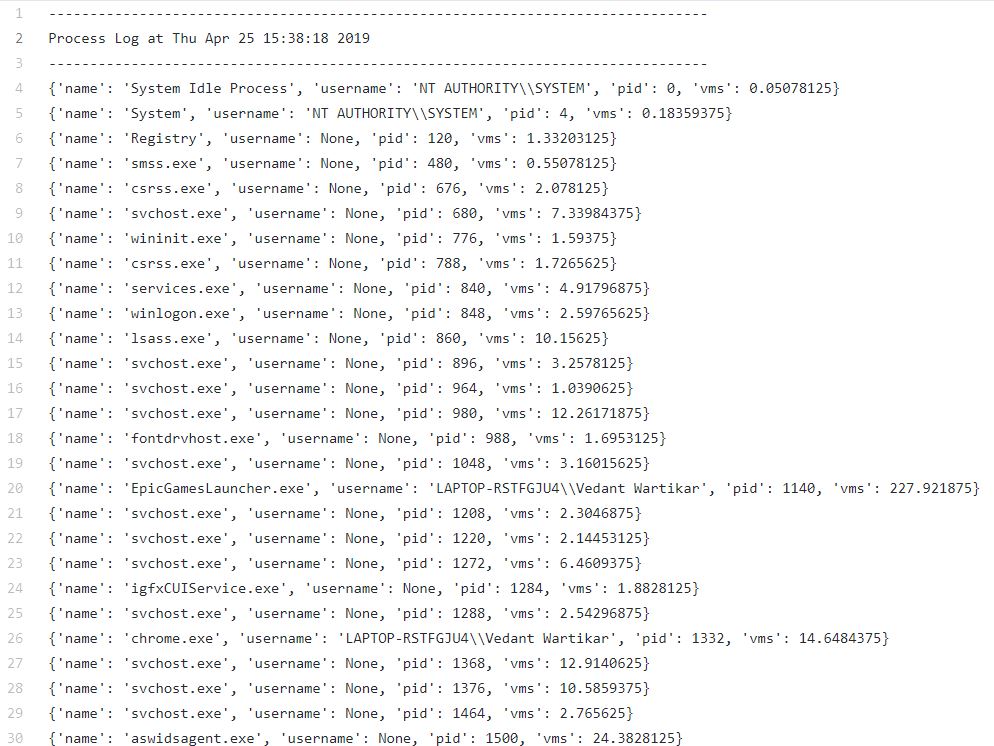 1 --------------------------------------------------------------------------------
2 Process Log at Thu Apr 25 15:38:18 2019
3 --------------------------------------------------------------------------------
4 {'name': 'System Idle Process', 'username': 'NT AUTHORITY\\SYSTEM', 'pid': 0, 'vms': 0.05078125}
5 {'name': 'System', 'username': 'NT AUTHORITY\\SYSTEM', 'pid': 4, 'vms': 0.18359375}
6 {'name': 'Registry', 'username': None, 'pid': 120, 'vms': 1.33203125}
7 {'name': 'smss.exe', 'username': None, 'pid': 480, 'vms': 0.55078125}
8 {'name': 'csrss.exe', 'username': None, 'pid': 676, 'vms': 2.078125}
9 {'name': 'svchost.exe', 'username': None, 'pid': 680, 'vms': 7.33984375}
10 {'name': 'wininit.exe', 'username': None, 'pid': 776, 'vms': 1.59375}
11 {'name': 'csrss.exe', 'username': None, 'pid': 788, 'vms': 1.7265625}
12 {'name': 'services.exe', 'username': None, 'pid': 840, 'vms': 4.91796875}
13 {'name': 'winlogon.exe', 'username': None, 'pid': 848, 'vms': 2.59765625}
14 {'name': 'lsass.exe', 'username': None, 'pid': 860, 'vms': 10.15625}
15 {'name': 'svchost.exe', 'username': None, 'pid': 896, 'vms': 3.2578125}
16 {'name': 'svchost.exe', 'username': None, 'pid': 964, 'vms': 1.0390625}
17 {'name': 'svchost.exe', 'username': None, 'pid': 980, 'vms': 12.26171875}
18 {'name': 'fontdrvhost.exe', 'username': None, 'pid': 988, 'vms': 1.6953125}
19 {'name': 'svchost.exe', 'username': None, 'pid': 1048, 'vms': 3.16015625}
20 {'name': 'EpicGamesLauncher.exe', 'username': 'LAPTOP-RSTFGJU4\\Vedant Wartikar', 'pid': 1140, 'vms': 227.921875}
21 {'name': 'svchost.exe', 'username': None, 'pid': 1208, 'vms': 2.3046875}
22 {'name': 'svchost.exe', 'username': None, 'pid': 1220, 'vms': 2.14453125}
23 {'name': 'svchost.exe', 'username': None, 'pid': 1272, 'vms': 6.4609375}
24 {'name': 'igfxCUIService.exe', 'username': None, 'pid': 1284, 'vms': 1.8828125}
25 {'name': 'svchost.exe', 'username': None, 'pid': 1288, 'vms': 2.54296875}
26 {'name': 'chrome.exe', 'username': 'LAPTOP-RSTFGJU4\\Vedant Wartikar', 'pid': 1332, 'vms': 14.6484375}
27 {'name': 'svchost.exe', 'username': None, 'pid': 1368, 'vms': 12.9140625}
28 {'name': 'svchost.exe', 'username': None, 'pid': 1376, 'vms': 10.5859375}
29 {'name': 'svchost.exe', 'username': None, 'pid': 1464, 'vms': 2.765625}
30 {'name': 'aswidsagent.exe', 'username': None, 'pid': 1500, 'vms': 24.3828125}